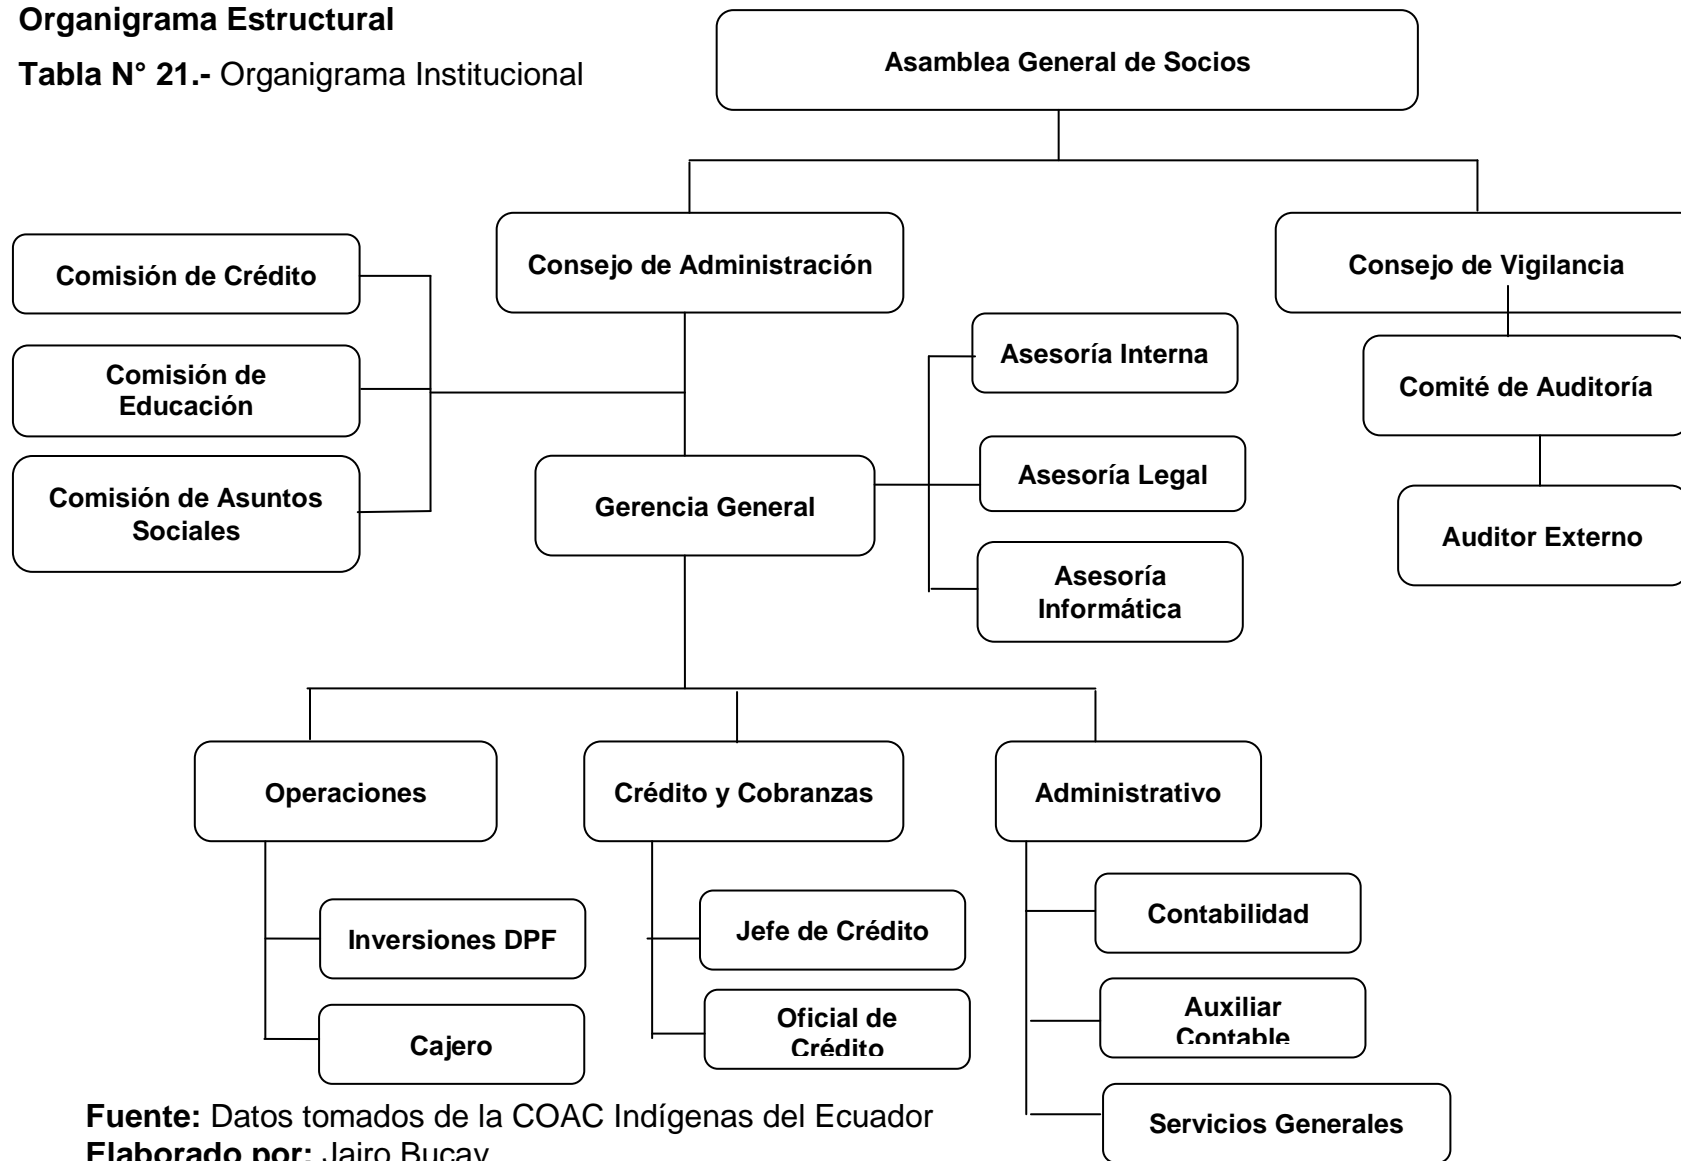 Organigrama Estructural
Tabla N° 21.- Organigrama Institucional
Asamblea General de Socios
Consejo de Administración
Consejo de Vigilancia
Comisión de Crédito
Comisión de
Educación
Comisión de Asuntos
Sociales
Asesoría Interna
Asesoría Legal
Asesoría
Informática
Comité de Auditoría
Auditor Externo
Gerencia General
Operaciones
Crédito y Cobranzas
Administrativo
Inversiones DPF
Cajero
Jefe de Crédito
Oficial de
Crédito
Contabilidad
Auxiliar
Contable
Servicios Generales
Fuente: Datos tomados de la COAC Indígenas del Ecuador
Elaborado por: Jairo Bucay